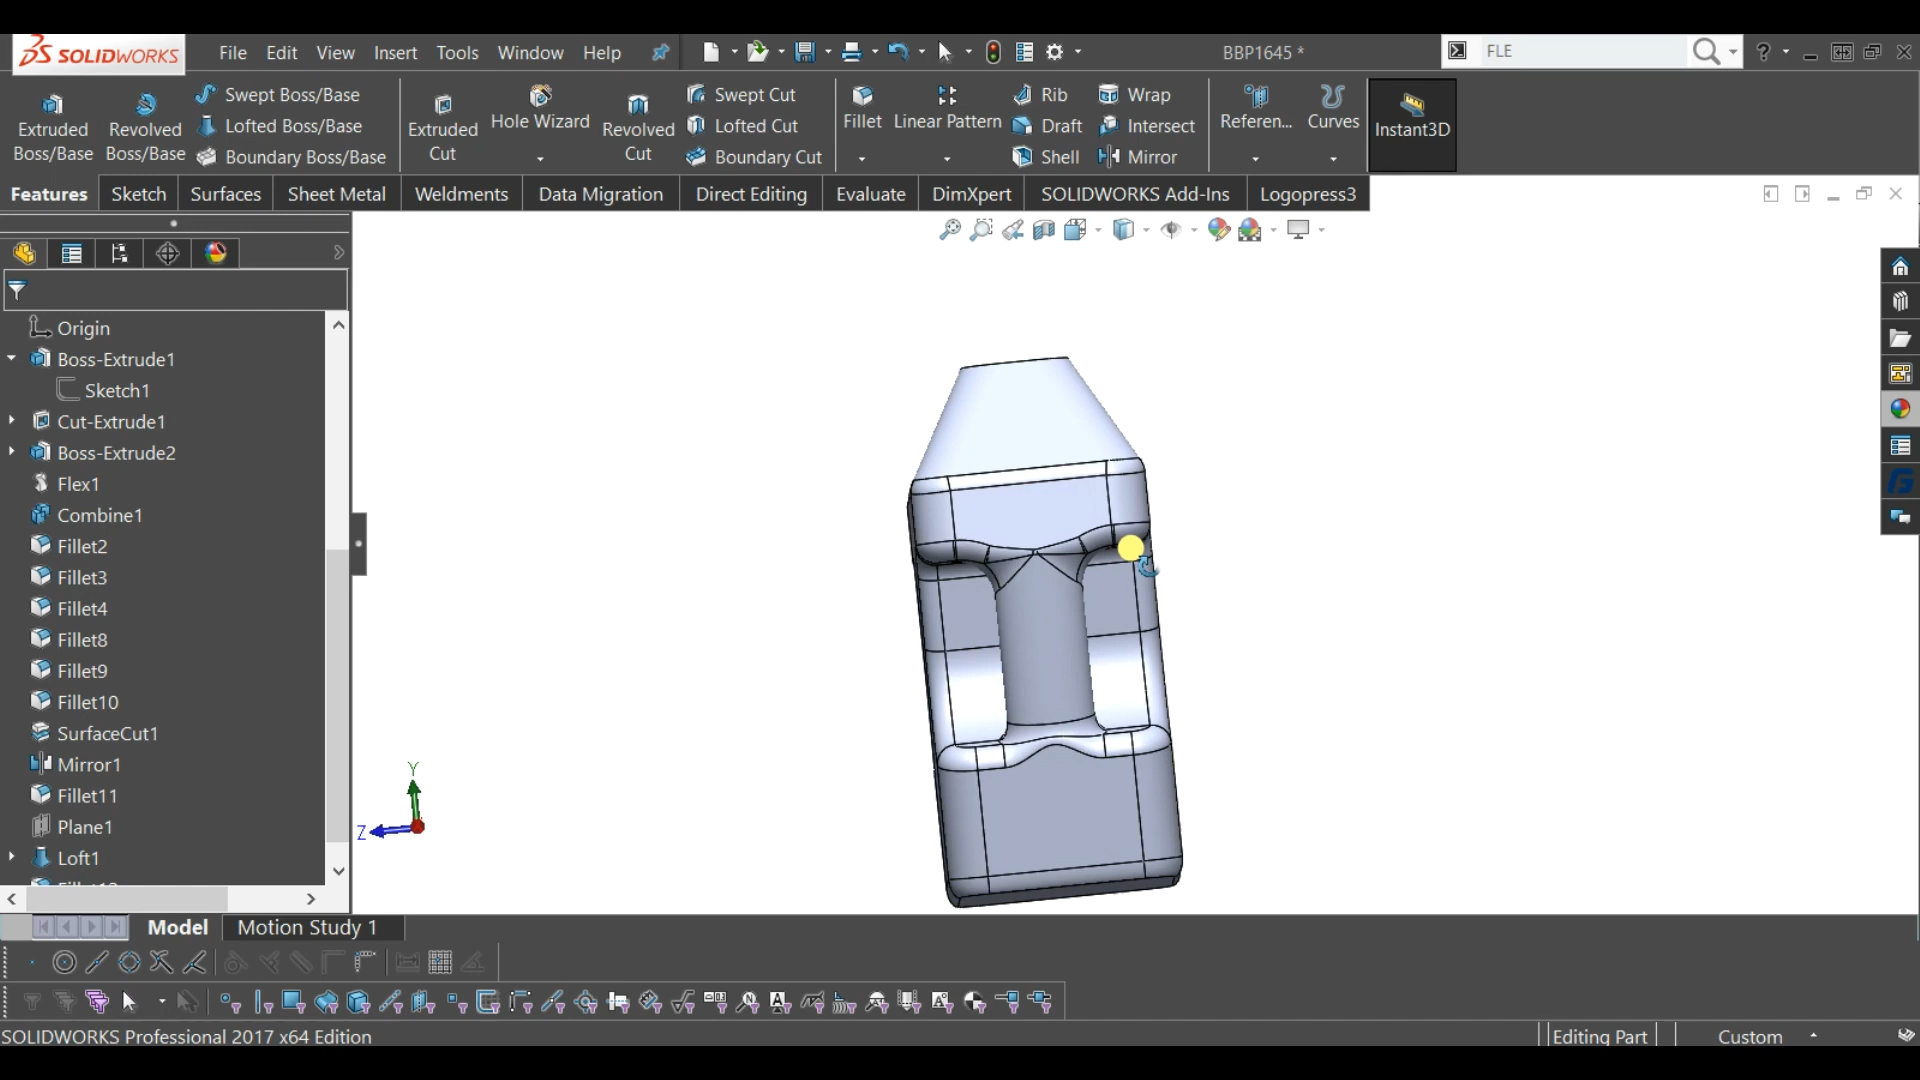 SOLIDWORKS File Edit View Insert Tools Window Help BBP1645 * FLE
Extruded Boss/Base
Revolved Boss/Base
Swept Boss/Base
Lofted Boss/Base
Boundary Boss/Base
Extruded Cut
Hole Wizard
Revolved Cut
Swept Cut
Lofted Cut
Boundary Cut
Fillet
Linear Pattern
Rib
Draft
Shell
Wrap
Intersect
Mirror
Referen...
Curves
Instant3D
Features Sketch Surfaces Sheet Metal Weldments Data Migration Direct Editing Evaluate DimXpert SOLIDWORKS Add-Ins Logopress3
Origin
Boss-Extrude1
Sketch1
Cut-Extrude1
Boss-Extrude2
Flex1
Combine1
Fillet2
Fillet3
Fillet4
Fillet8
Fillet9
Fillet10
SurfaceCut1
Mirror1
Fillet11
Plane1
Loft1
Y
Z
Model Motion Study 1
SOLIDWORKS Professional 2017 x64 Edition Editing Part Custom